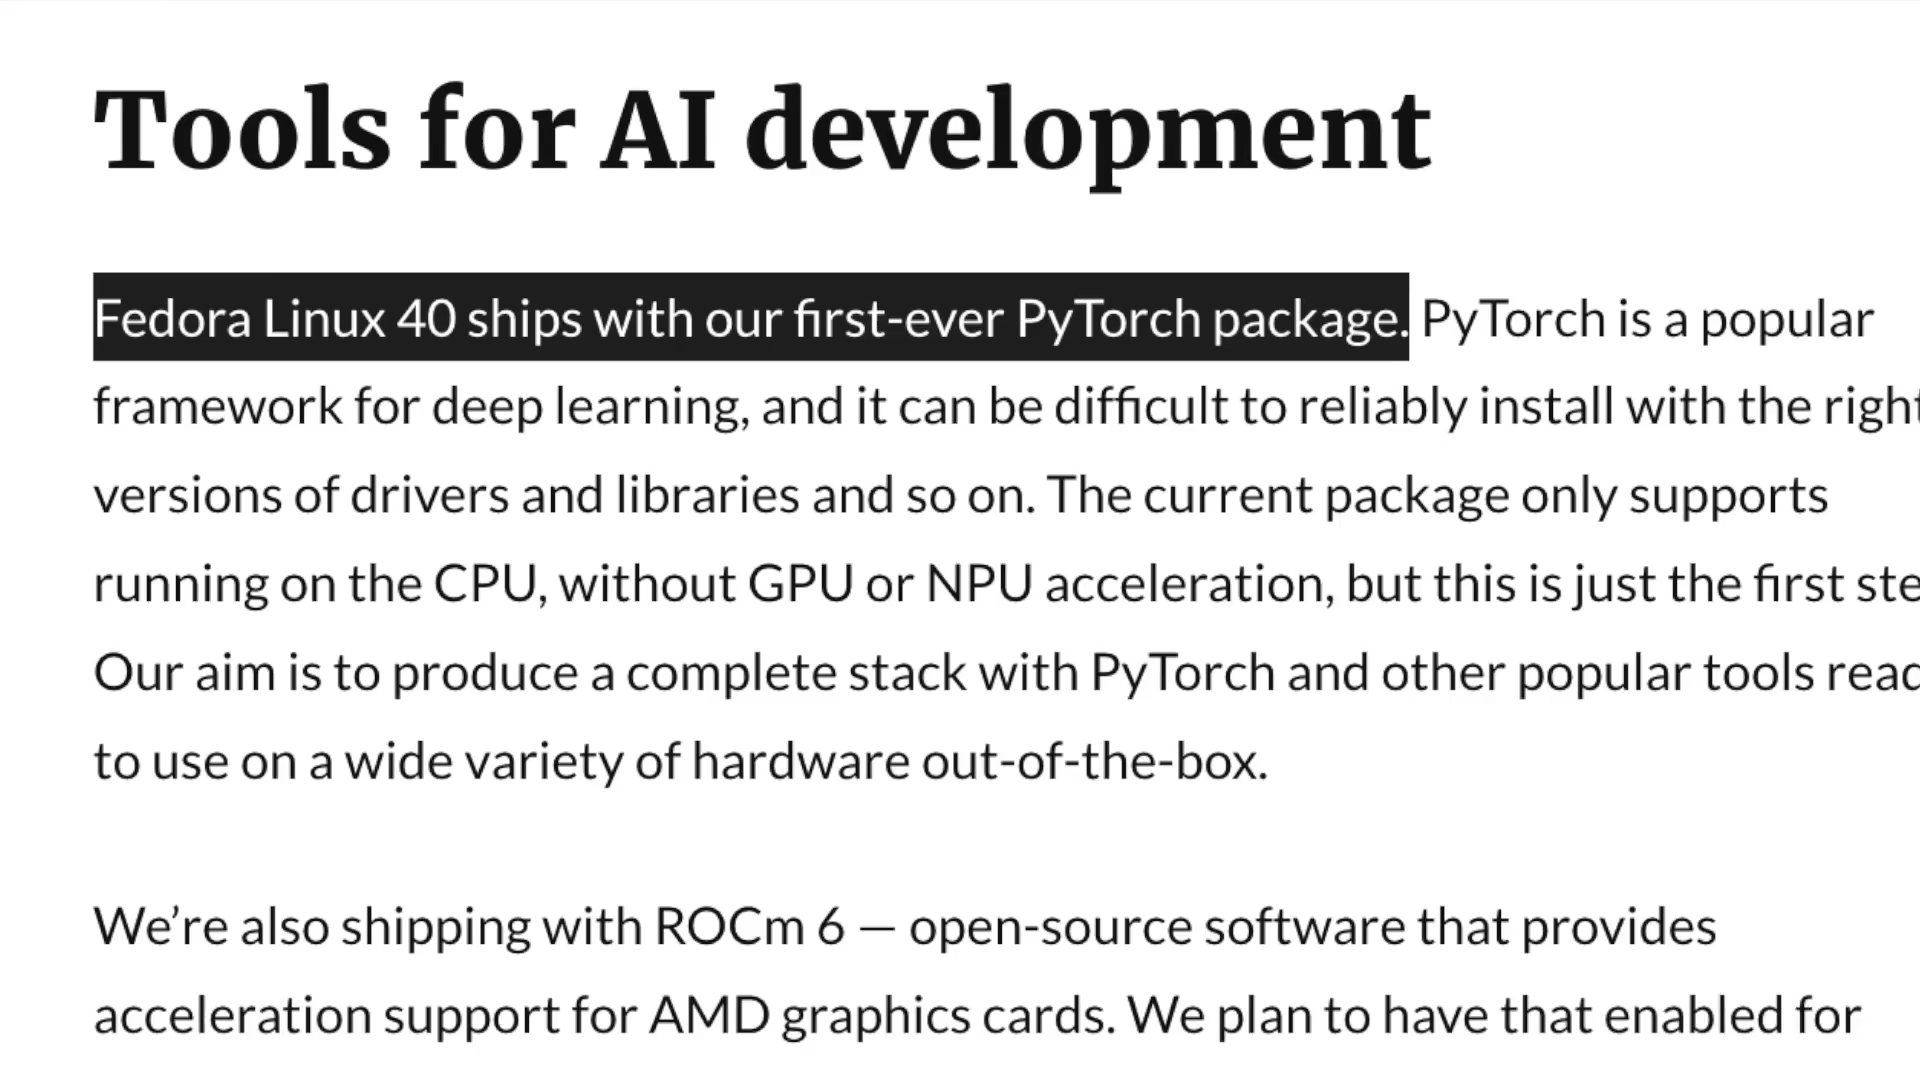 Tools for AI development
Fedora Linux 40 ships with our first-ever PyTorch package. PyTorch is a popular
framework for deep learning, and it can be difficult to reliably install with the right
versions of drivers and libraries and so on. The current package only supports
running on the CPU, without GPU or NPU acceleration, but this is just the first ste
Our aim is to produce a complete stack with PyTorch and other popular tools read
to use on a wide variety of hardware out-of-the-box.
We’re also shipping with ROCm 6 — open-source software that provides
acceleration support for AMD graphics cards. We plan to have that enabled for